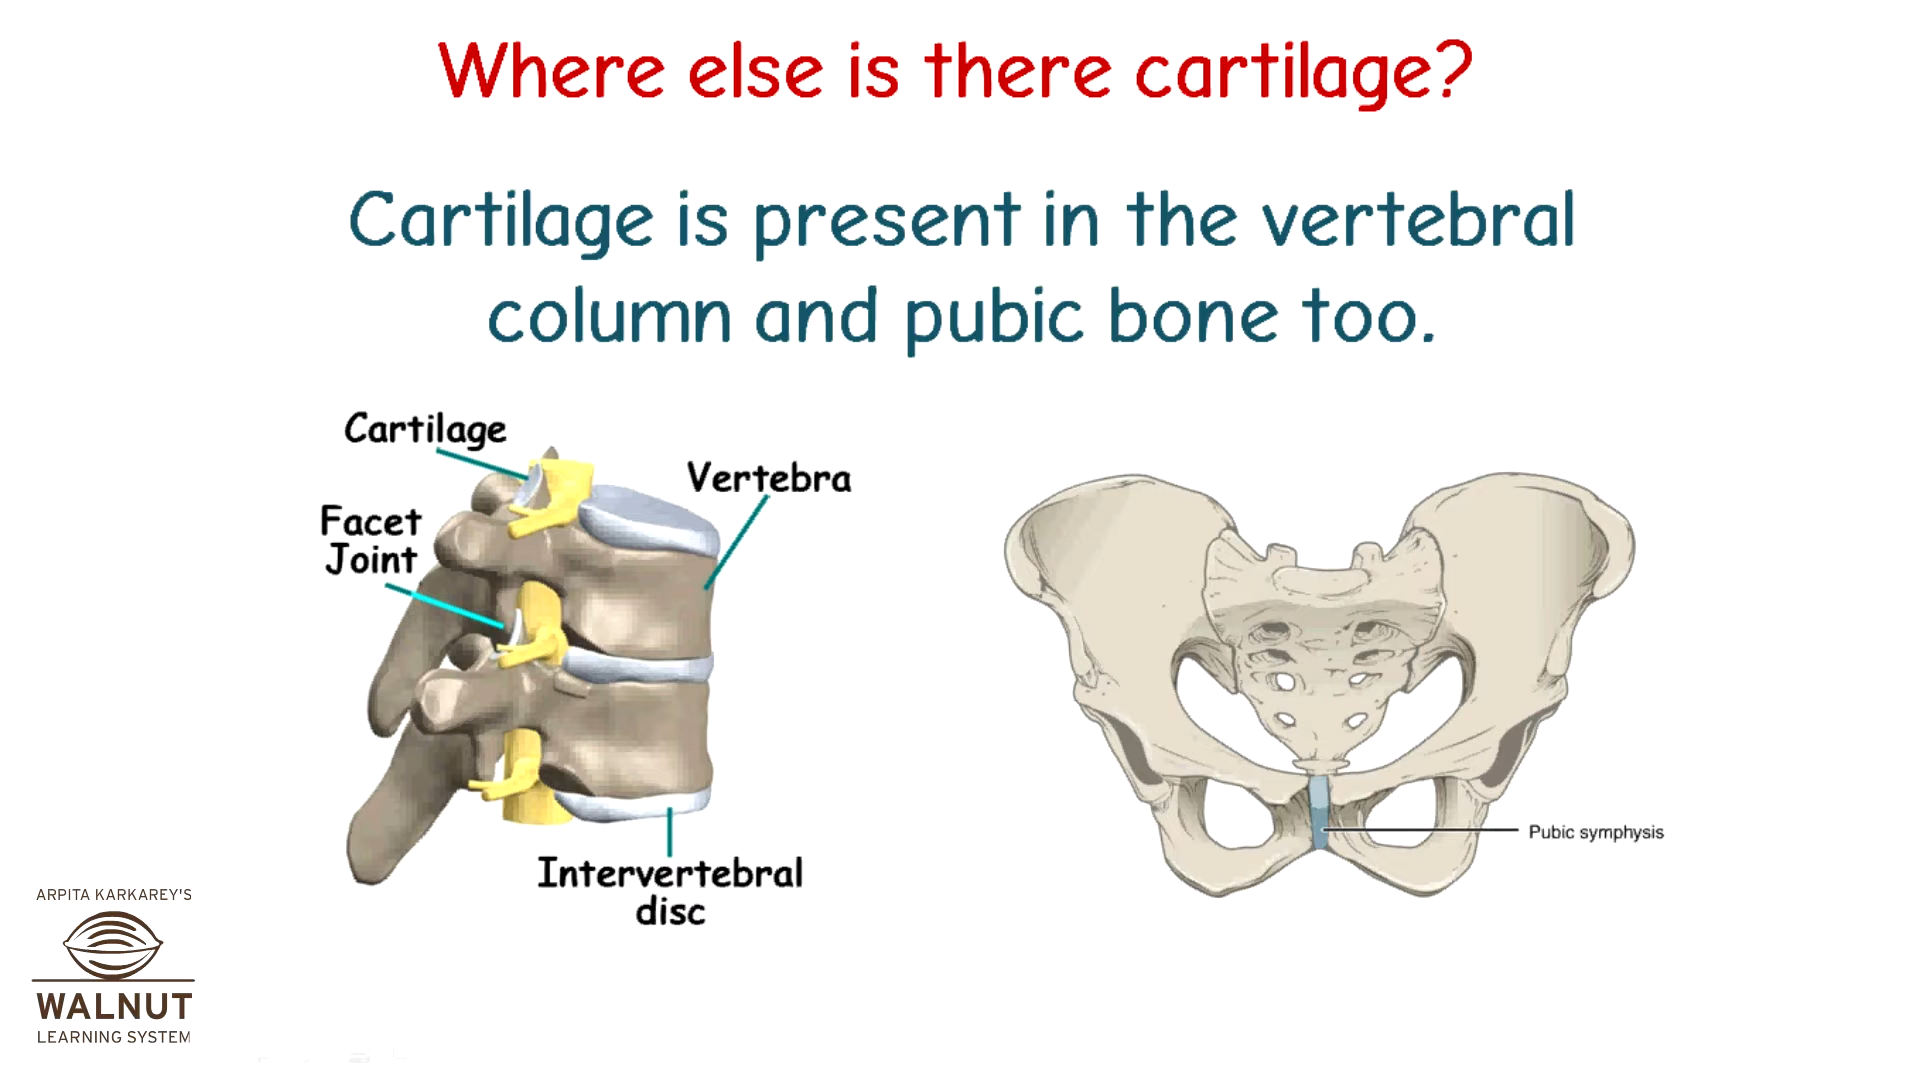 Where else is there cartilage?
Cartilage is present in the vertebral
column and pubic bone too.
Cartilage
Vertebra
Facet
Joint
Intervertebral
disc
Pubic symphysis
ARPITA KARKAREY'S
WALNUT
LEARNING SYSTEM